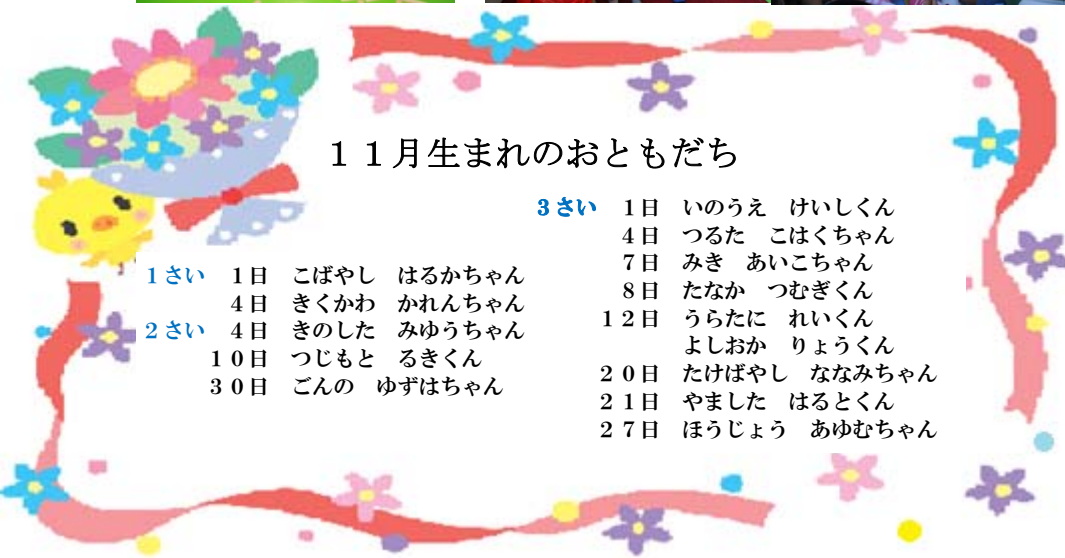 １１月生まれのおともだち
１さい　１日　こばやし　はるかちゃん
４日　きくかわ　かれんちゃん
２さい　４日　きのした　みゆうちゃん
１０日　つじもと　るきくん
３０日　ごんの　ゆずはちゃん
３さい　１日　いのうえ　けいしくん
４日　つるた　こはくちゃん
７日　みき　あいこちゃん
８日　たなか　つむぎくん
１２日　うらたに　れいくん
よしおか　りょうくん
２０日　たけばやし　ななみちゃん
２１日　やました　はるとくん
２７日　ほうじょう　あゆむちゃん